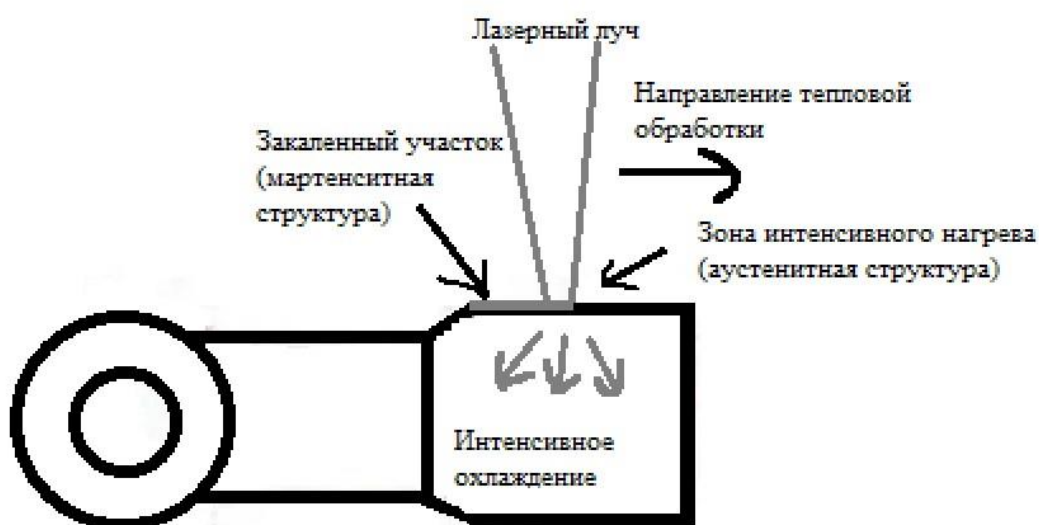 Лазерный луч
Направление тепловой
обработки
Закаленный участок
(мартенситная
структура)
Зона интенсивного нагрева
(аустенитная структура)
Интенсивное
охлаждение